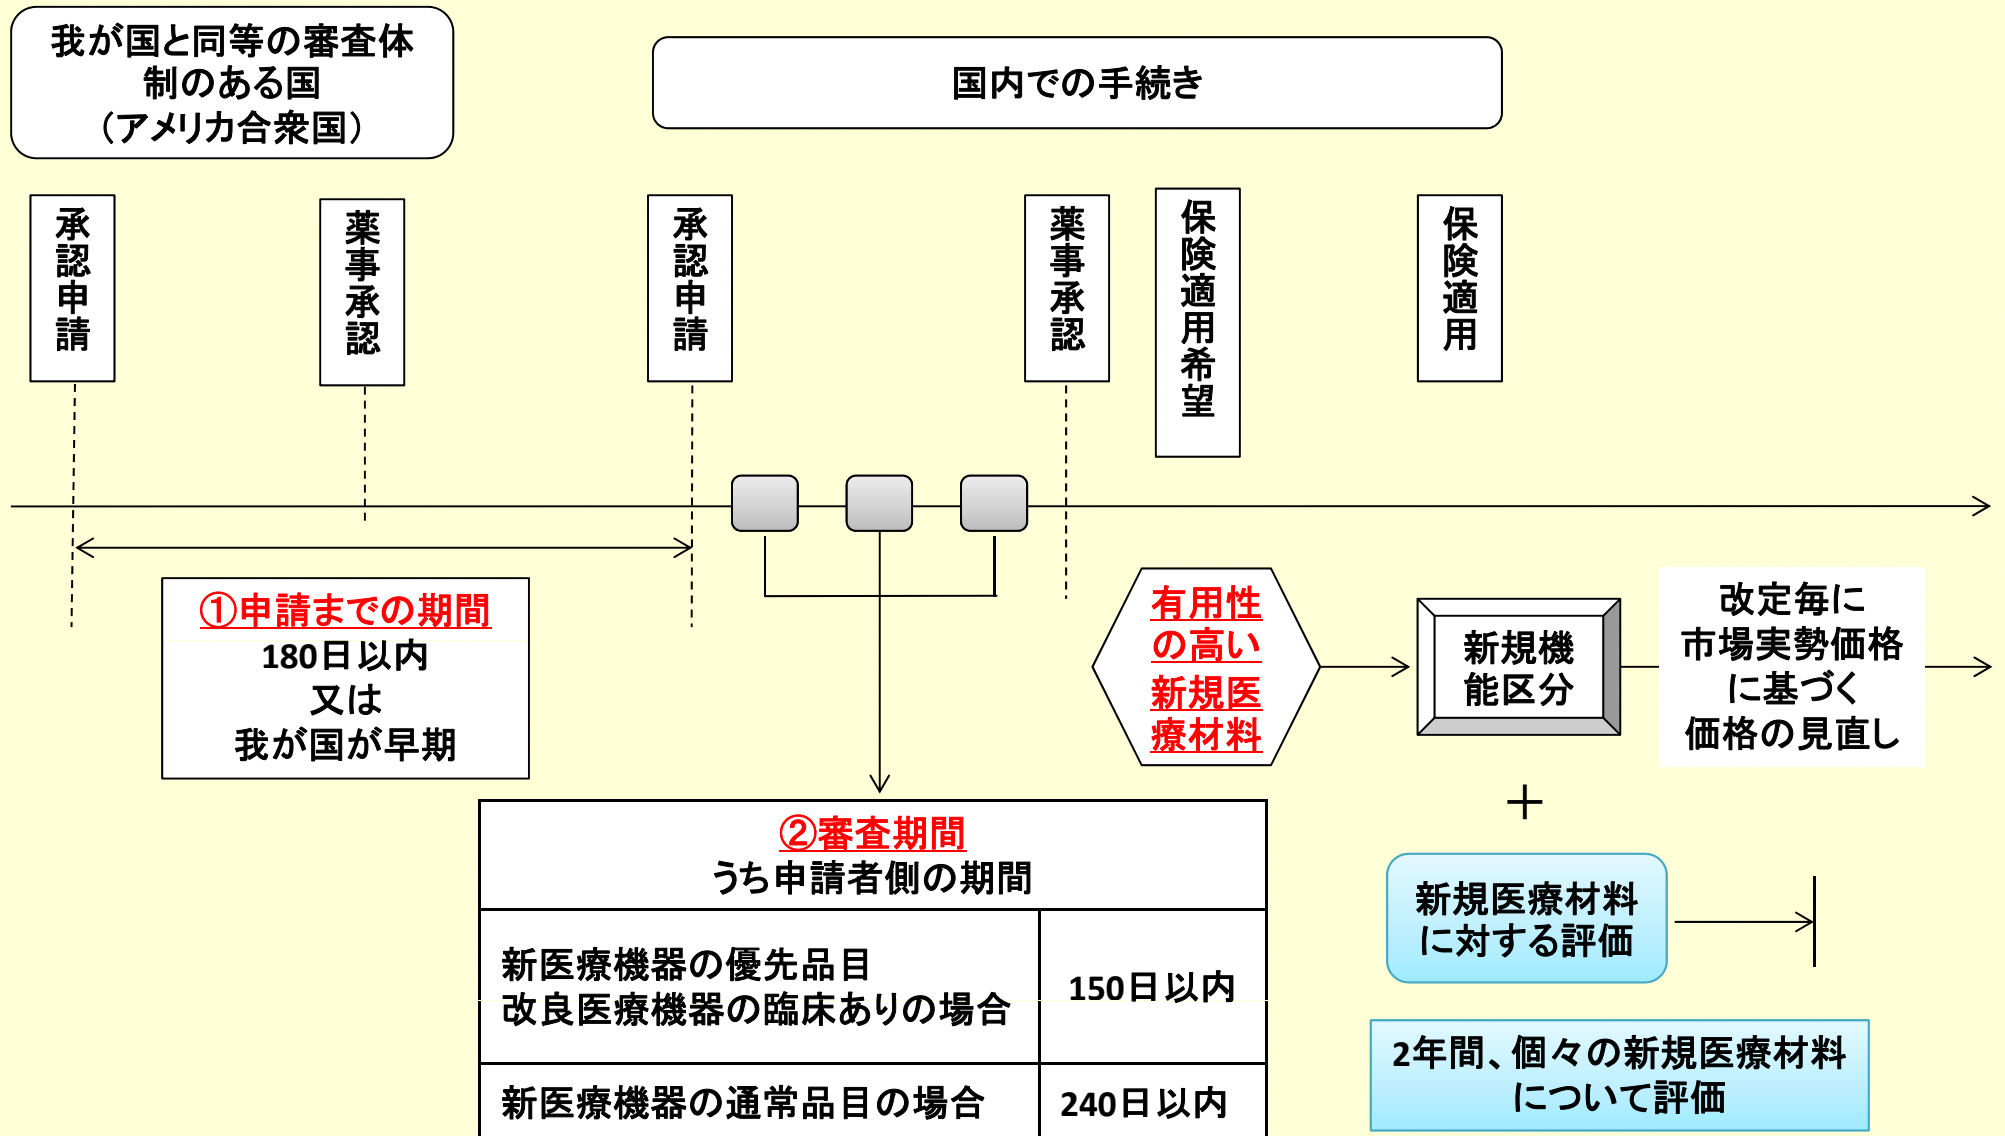 我が国と同等の審査体
制のある国
（アメリカ合衆国）
国内での手続き
承認申請
薬事承認
承認申請
薬事承認
保険適用希望
保険適用
①申請までの期間
180日以内
又は
我が国が早期
有用性
の高い
新規医
療材料
新規機
能区分
改定毎に
市場実勢価格
に基づく
価格の見直し
＋
②審査期間
うち申請者側の期間
新医療機器の優先品目
改良医療機器の臨床ありの場合
150日以内
新医療機器の通常品目の場合
240日以内
新規医療材料
に対する評価
2年間、個々の新規医療材料
について評価